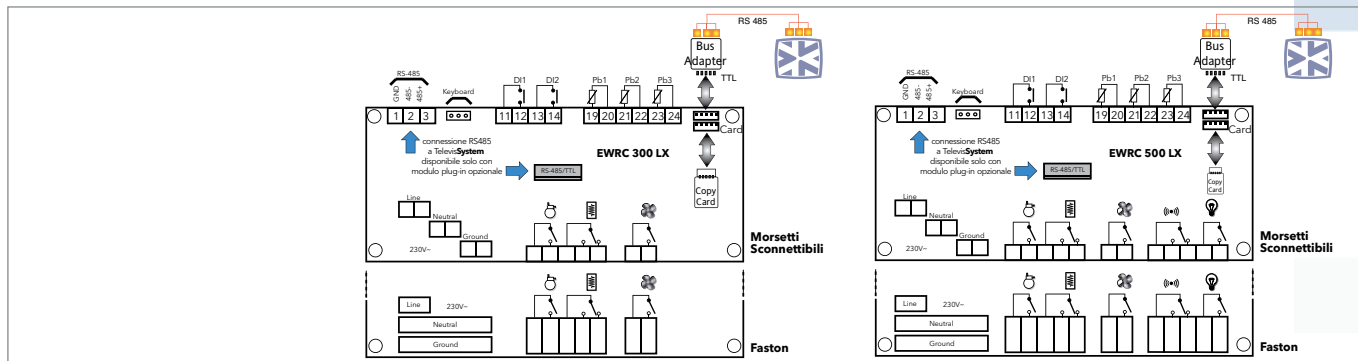 RS 485
Bus
Adapter
TTL
RS-485
GND
485-
485+
Keyboard
DI1
DI2
Pb1
Pb2
Pb3
1 2 3
11 12 13 14
19 20 21 22 23 24
Card
connessione RS485
a TelevisSystem
disponibile solo con
modulo plug-in opzionale
EWRC 300 LX
RS-485/TTL
Copy
Card
Line
Neutral
Ground
230V~
Morsetti
Sconnettibili
Line
230V~
Neutral
Ground
Faston
RS 485
Bus
Adapter
TTL
RS-485
GND
485-
485+
Keyboard
DI1
DI2
Pb1
Pb2
Pb3
1 2 3
11 12 13 14
19 20 21 22 23 24
Card
connessione RS485
a TelevisSystem
disponibile solo con
modulo plug-in opzionale
EWRC 500 LX
RS-485/TTL
Copy
Card
Line
Neutral
Ground
230V~
Morsetti
Sconnettibili
Line
230V~
Neutral
Ground
Faston